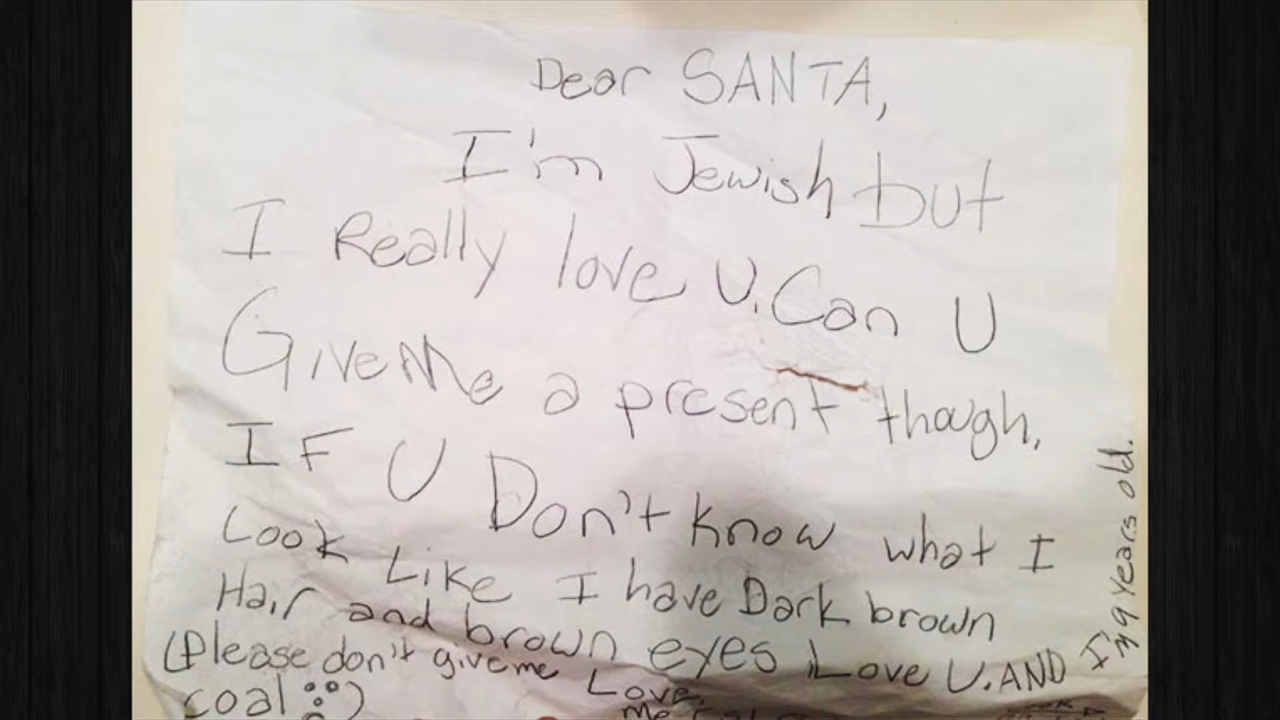 Dear SANTA,
I'm Jewish but
I Really love U. Can U
Give Me a present though,
IF U Don't know what I
Look Like I have Dark brown
Hair and brown eyes I Love U. AND
(Please don't give me
coal
Love,
Me
I'm 9 years old.